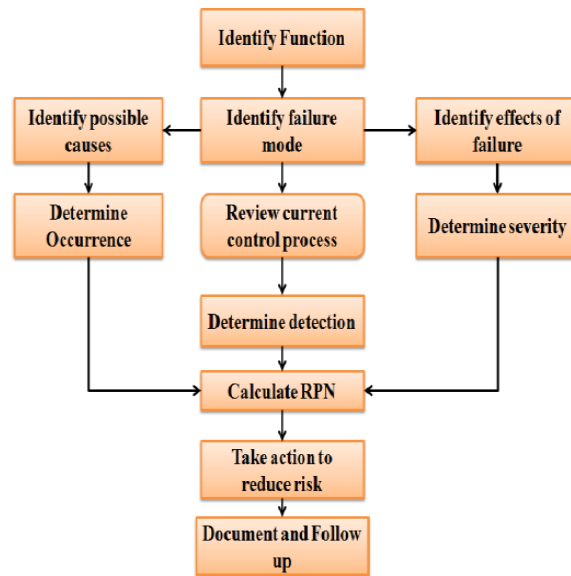 Identify Function
Identify possible
causes
Identify failure
mode
Identify effects of
failure
Determine
Occurrence
Review current
control process
Determine severity
Determine detection
Calculate RPN
Take action to
reduce risk
Document and Follow
up